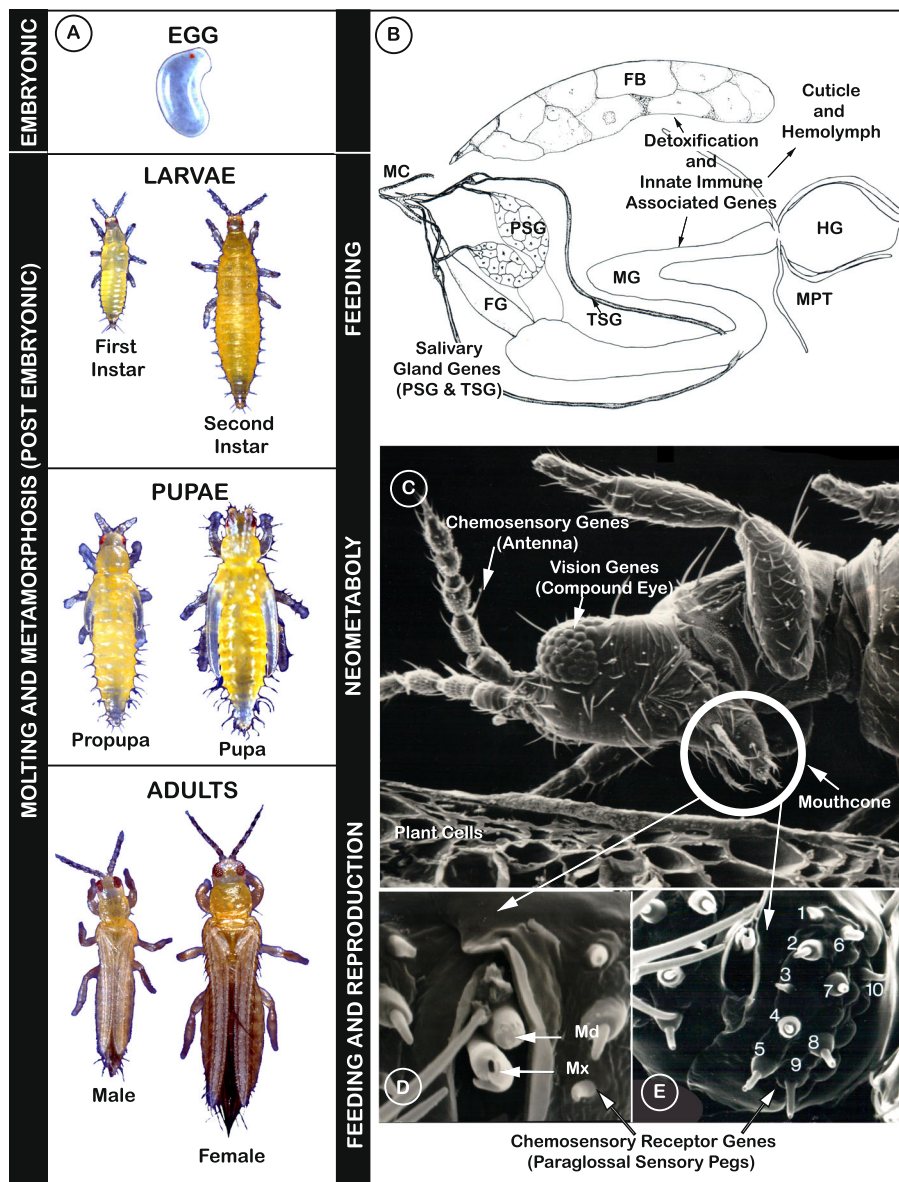 A
EMBRYONIC
EGG
MOLTING AND METAMORPHOSIS (POST EMBRYONIC)
FEEDING
LARVAE
First
Instar
Second
Instar
NEOMETABOLY
PUPAE
Propupa
Pupa
FEEDING AND REPRODUCTION
ADULTS
Male
Female
B
FB
Cuticle
and
Hemolymph
Detoxification
and
Innate Immune
Associated Genes
MC
PSG
HG
MG
FG
TSG
MPT
Salivary
Gland Genes
(PSG & TSG)
C
Chemosensory Genes
(Antenna)
Vision Genes
(Compound Eye)
Mouthcone
Plant Cells
D
Md
Mx
E
1
2
3
4
5
6
7
8
9
10
Chemosensory Receptor Genes
(Paraglossal Sensory Pegs)